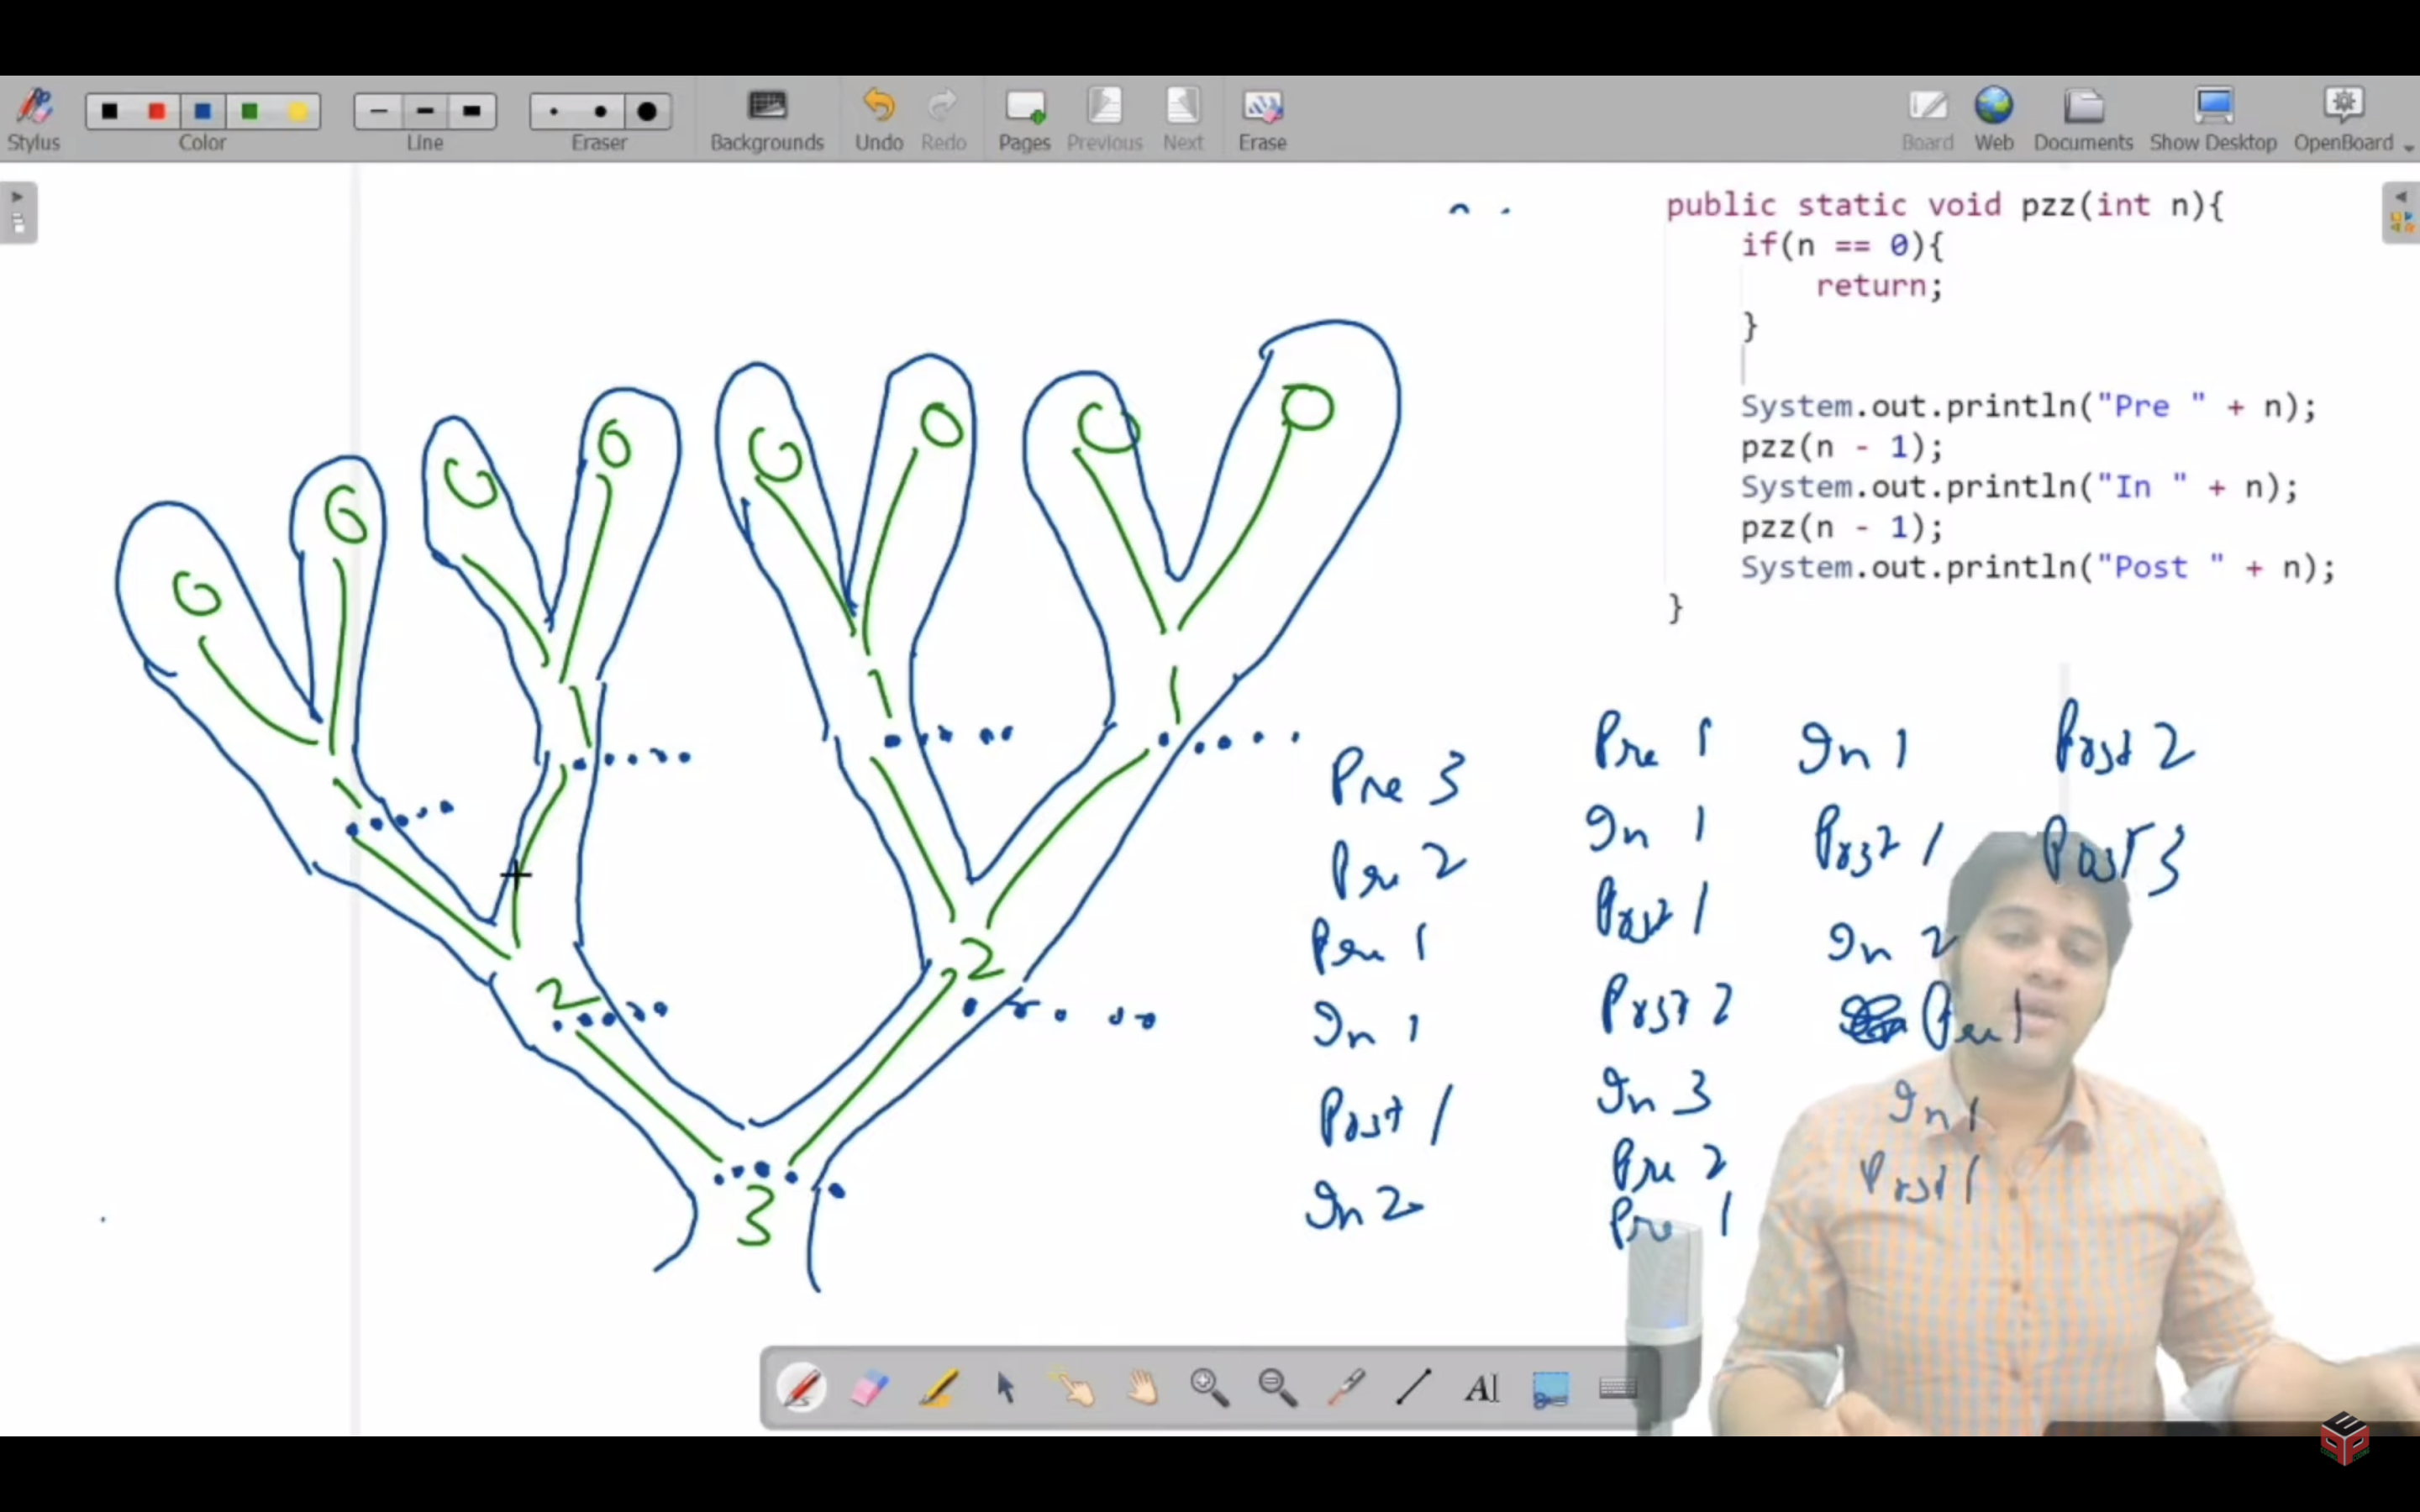 Stylus
Color
Line
Eraser
Backgrounds
Undo
Redo
Pages
Previous
Next
Erase
Board
Web
Documents
Show Desktop
OpenBoard
public static void pzz(int n){
if(n == 0){
return;
}
System.out.println("Pre " + n);
pzz(n - 1);
System.out.println("In " + n);
pzz(n - 1);
System.out.println("Post " + n);
}
0 0 0 0 0 0 0 0
1 1 1 1
2 2
3
Pre 3
Pre 2
Pre 1
In 1
Post 1
In 2
Pre 1
In 1
Post 1
Post 2
In 3
Pre 2
Pre 1
In 1
Post 1
In 2
Pre 1
In 1
Post 1
Post 2
Post 3
AI